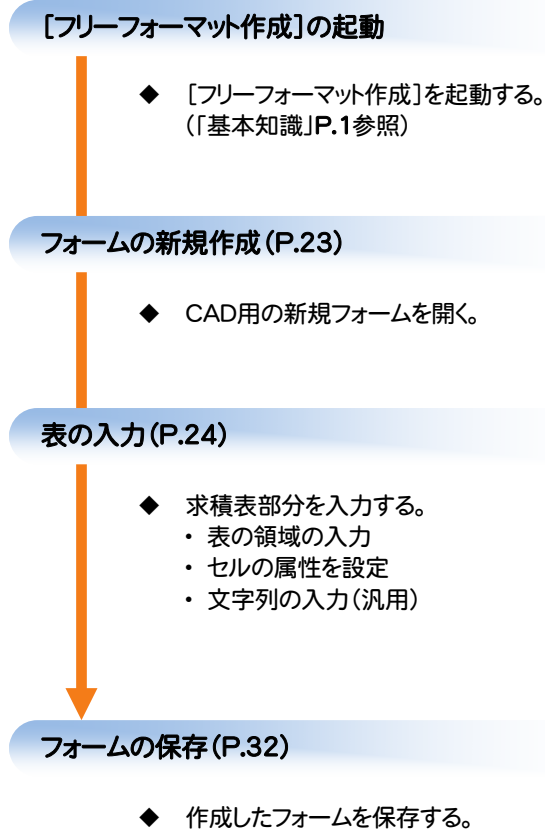 [フリーフォーマット作成]の起動
◆ [フリーフォーマット作成]を起動する。
(「基本知識」P.1参照)
フォームの新規作成(P.23)
◆ CAD用の新規フォームを開く。
表の入力(P.24)
◆ 求積表部分を入力する。
・ 表の領域の入力
・ セルの属性を設定
・ 文字列の入力(汎用)
フォームの保存(P.32)
◆ 作成したフォームを保存する。